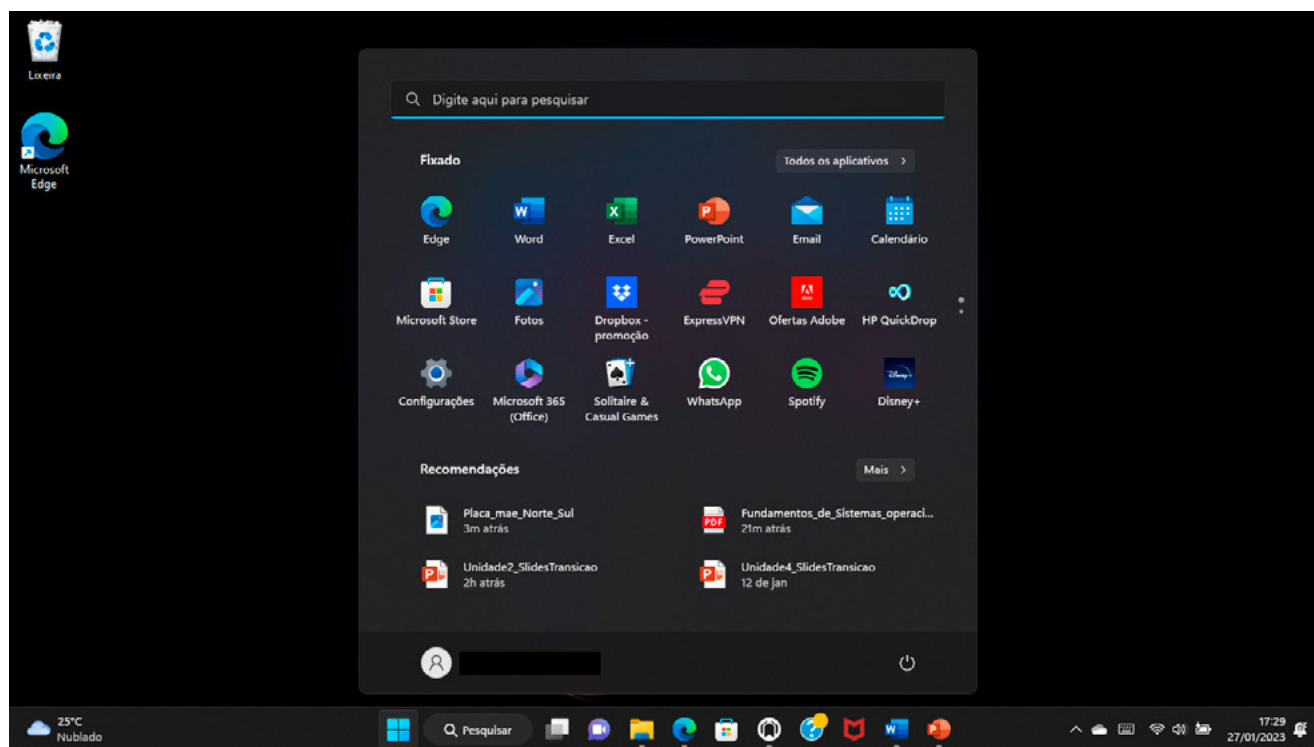 Lixeira
Microsoft
Edge
Digite aqui para pesquisar
Fixado
Todos os aplicativos
Edge
Word
Excel
PowerPoint
Email
Calendário
Microsoft Store
Fotos
Dropbox -
promoção
ExpressVPN
Ofertas Adobe
HP QuickDrop
Configurações
Microsoft 365
(Office)
Solitaire &
Casual Games
WhatsApp
Spotify
Disney+
Recomendações
Mais
Placa_mae_Norte_Sul
3m atrás
Fundamentos_de_Sistemas_operaci...
21m atrás
Unidade2_SlidesTransicao
2h atrás
Unidade4_SlidesTransicao
12 de jan
25°C
Nublado
Pesquisar
17:29
27/01/2023